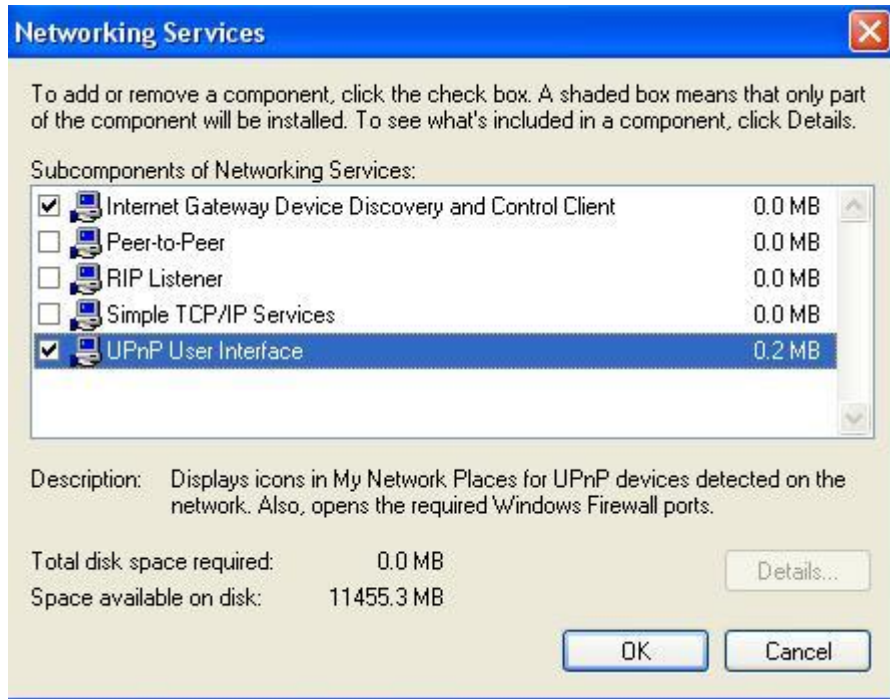 Networking Services
To add or remove a component, click the check box. A shaded box means that only part
of the component will be installed. To see what's included in a component, click Details.
Subcomponents of Networking Services:
Internet Gateway Device Discovery and Control Client 0.0 MB
Peer-to-Peer 0.0 MB
RIP Listener 0.0 MB
Simple TCP/IP Services 0.0 MB
UPnP User Interface 0.2 MB
Description: Displays icons in My Network Places for UPnP devices detected on the
network. Also, opens the required Windows Firewall ports.
Total disk space required: 0.0 MB
Details...
Space available on disk: 11455.3 MB
OK Cancel